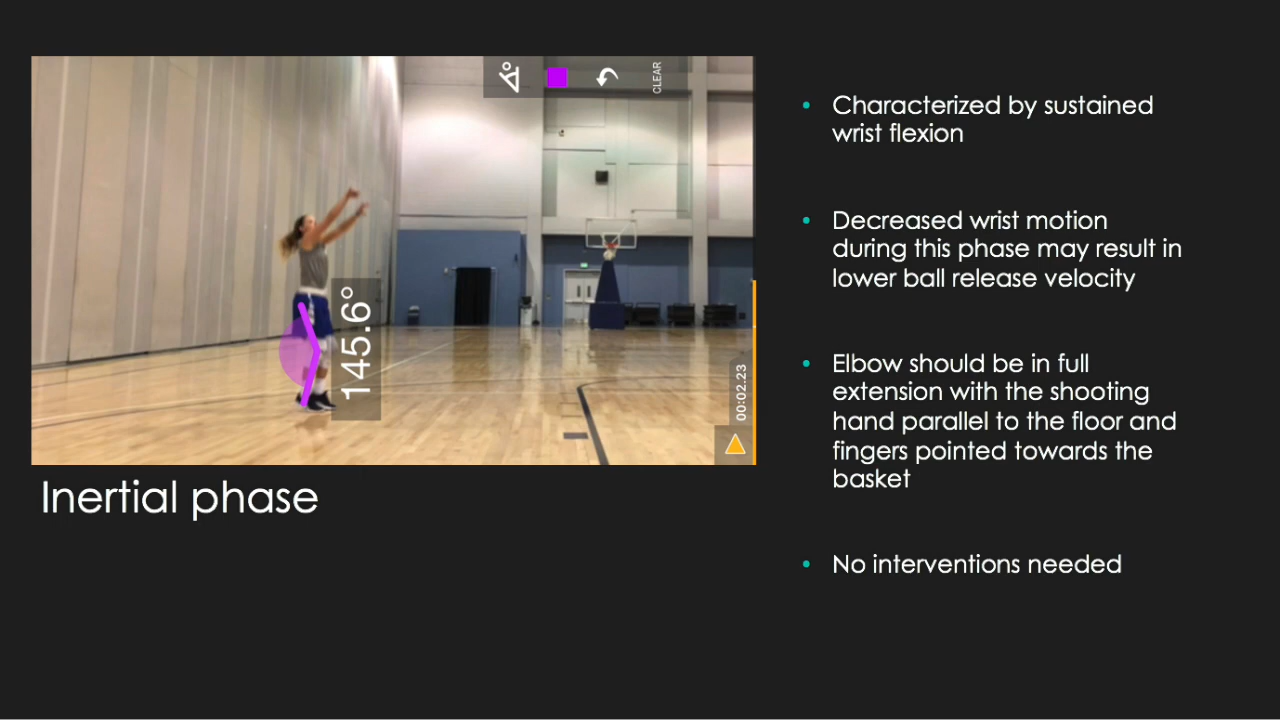 CLEAR
145.6°
00:02.23
Inertial phase
• Characterized by sustained
wrist flexion
• Decreased wrist motion
during this phase may result in
lower ball release velocity
• Elbow should be in full
extension with the shooting
hand parallel to the floor and
fingers pointed towards the
basket
• No interventions needed